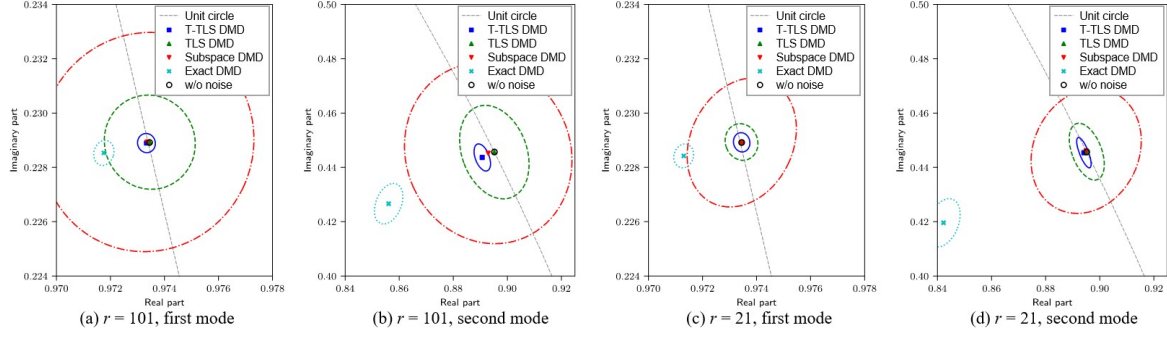 0.234
0.232
0.230
0.228
0.226
0.224
0.970
0.972
0.974
0.976
0.978
Imaginary part
Real part
Unit circle
T-TLS DMD
TLS DMD
Subspace DMD
Exact DMD
w/o noise
(a) r = 101, first mode
0.50
0.48
0.46
0.44
0.42
0.40
0.84
0.86
0.88
0.90
0.92
Imaginary part
Real part
Unit circle
T-TLS DMD
TLS DMD
Subspace DMD
Exact DMD
w/o noise
(b) r = 101, second mode
0.234
0.232
0.230
0.228
0.226
0.224
0.970
0.972
0.974
0.976
0.978
Imaginary part
Real part
Unit circle
T-TLS DMD
TLS DMD
Subspace DMD
Exact DMD
w/o noise
(c) r = 21, first mode
0.50
0.48
0.46
0.44
0.42
0.40
0.84
0.86
0.88
0.90
0.92
Imaginary part
Real part
Unit circle
T-TLS DMD
TLS DMD
Subspace DMD
Exact DMD
w/o noise
(d) r = 21, second mode